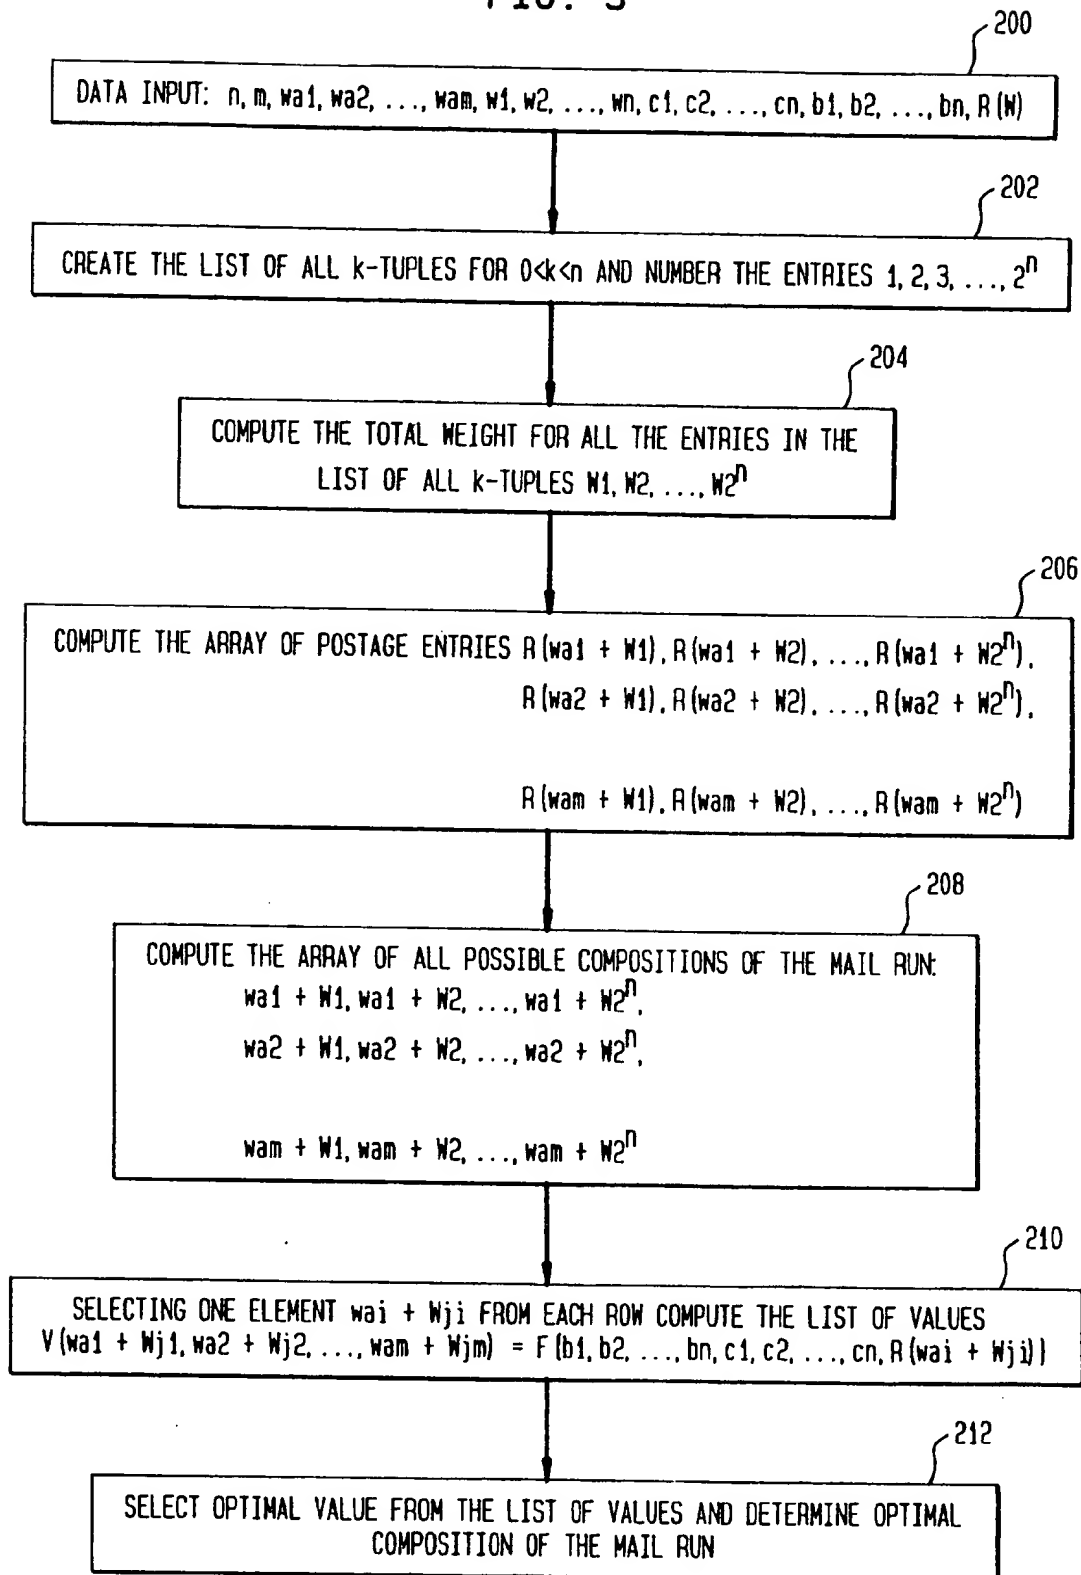 FIG. 3
200
DATA INPUT: n, m, wa1, wa2, ..., wam, w1, w2, ..., wn, c1, c2, ..., cn, b1, b2, ..., bn, R(W)
202
CREATE THE LIST OF ALL k-TUPLES FOR 0<k<n AND NUMBER THE ENTRIES 1, 2, 3, ..., 2^n
204
COMPUTE THE TOTAL WEIGHT FOR ALL THE ENTRIES IN THE
LIST OF ALL k-TUPLES W1, W2, ..., W2^n
206
COMPUTE THE ARRAY OF POSTAGE ENTRIES R(wa1 + W1), R(wa1 + W2), ..., R(wa1 + W2^n),
R(wa2 + W1), R(wa2 + W2), ..., R(wa2 + W2^n),
R(wam + W1), R(wam + W2), ..., R(wam + W2^n)
208
COMPUTE THE ARRAY OF ALL POSSIBLE COMPOSITIONS OF THE MAIL RUN:
wa1 + W1, wa1 + W2, ..., wa1 + W2^n,
wa2 + W1, wa2 + W2, ..., wa2 + W2^n,
wam + W1, wam + W2, ..., wam + W2^n
210
SELECTING ONE ELEMENT wai + Wji FROM EACH ROW COMPUTE THE LIST OF VALUES
V(wa1 + Wj1, wa2 + Wj2, ..., wam + Wjm) = F(b1, b2, ..., bn, c1, c2, ..., cn, R(wai + Wji))
212
SELECT OPTIMAL VALUE FROM THE LIST OF VALUES AND DETERMINE OPTIMAL
COMPOSITION OF THE MAIL RUN